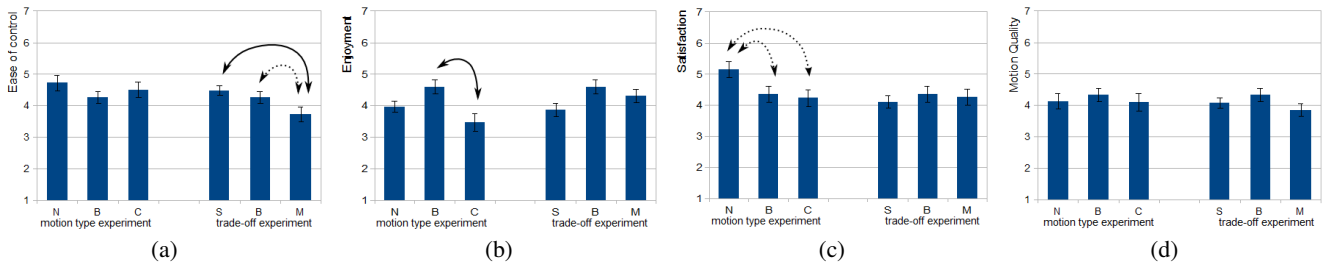 Ease of control
7
6
5
4
3
2
1
N B C S B M
motion type experiment trade-off experiment
(a)
Enjoyment
7
6
5
4
3
2
1
N B C S B M
motion type experiment trade-off experiment
(b)
Satisfaction
7
6
5
4
3
2
1
N B C S B M
motion type experiment trade-off experiment
(c)
Motion Quality
7
6
5
4
3
2
1
N B C S B M
motion type experiment trade-off experiment
(d)